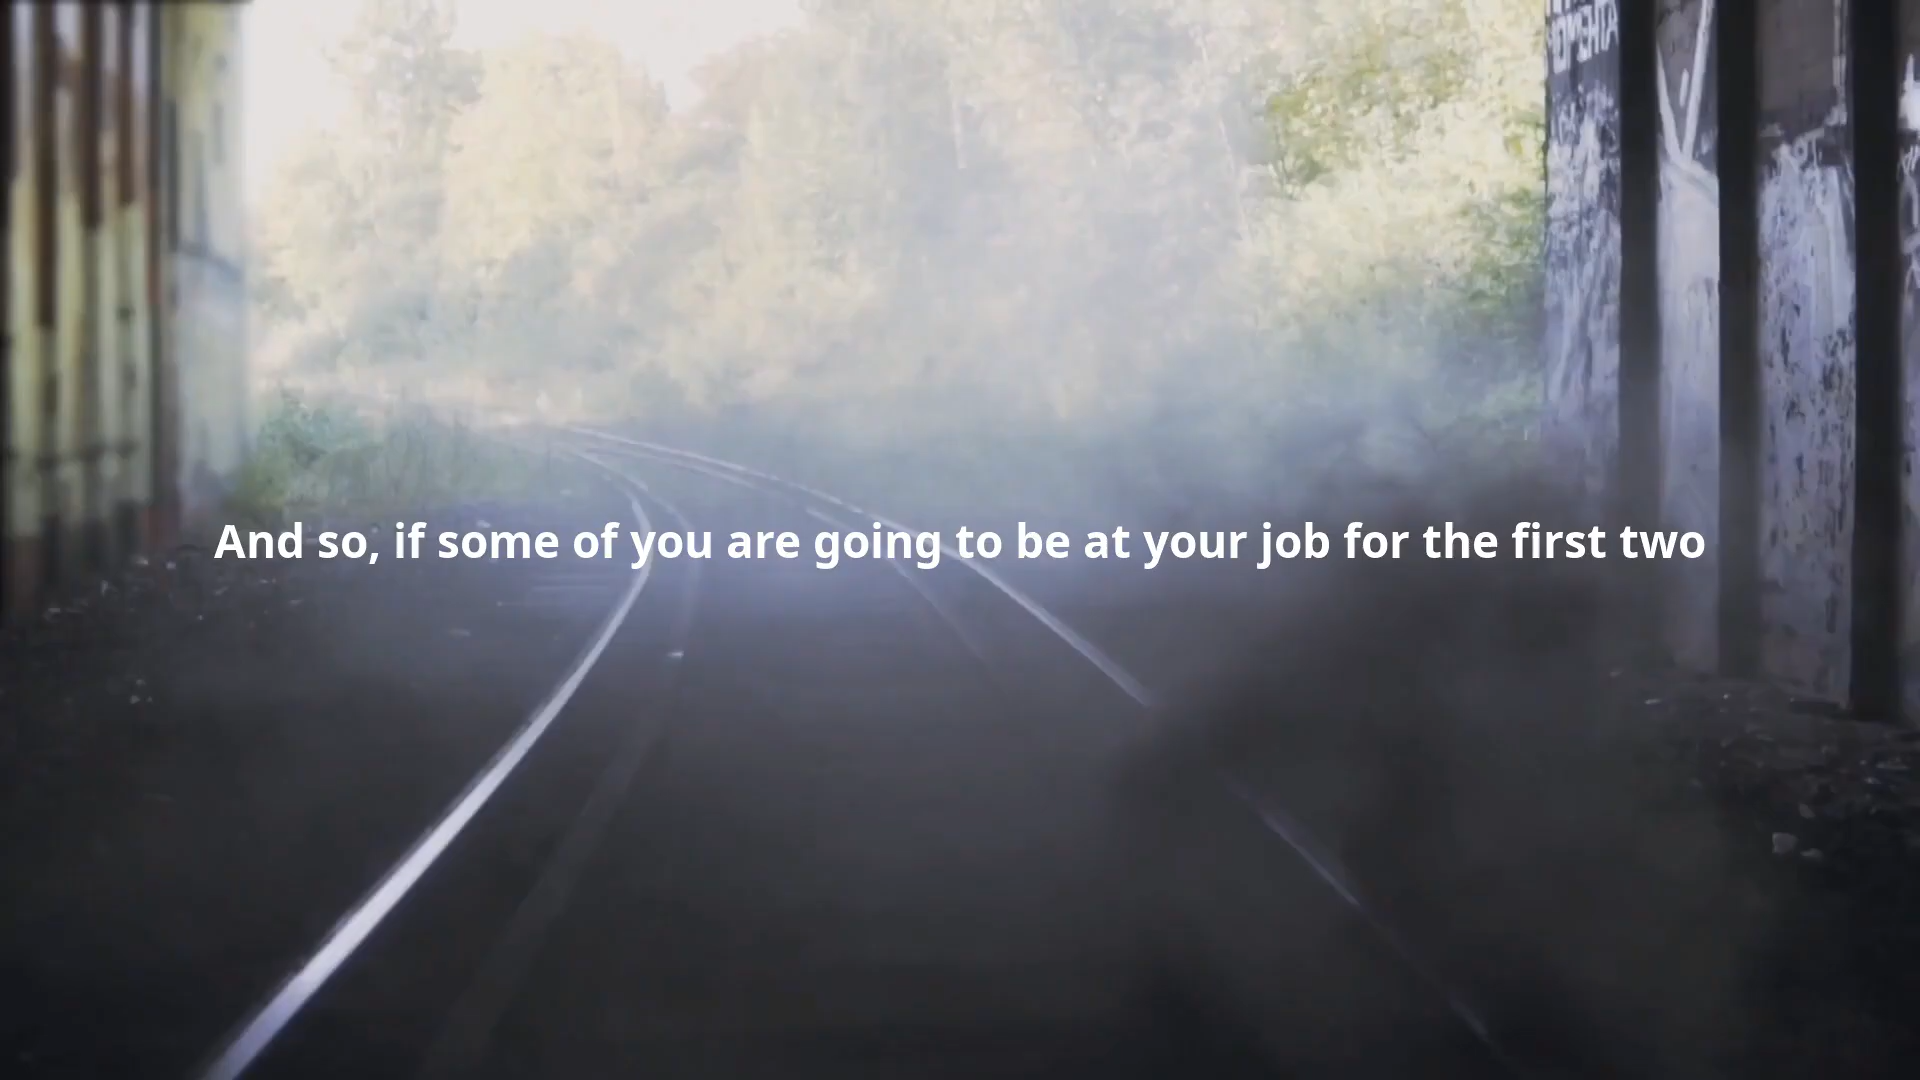 And so, if some of you are going to be at your job for the first two